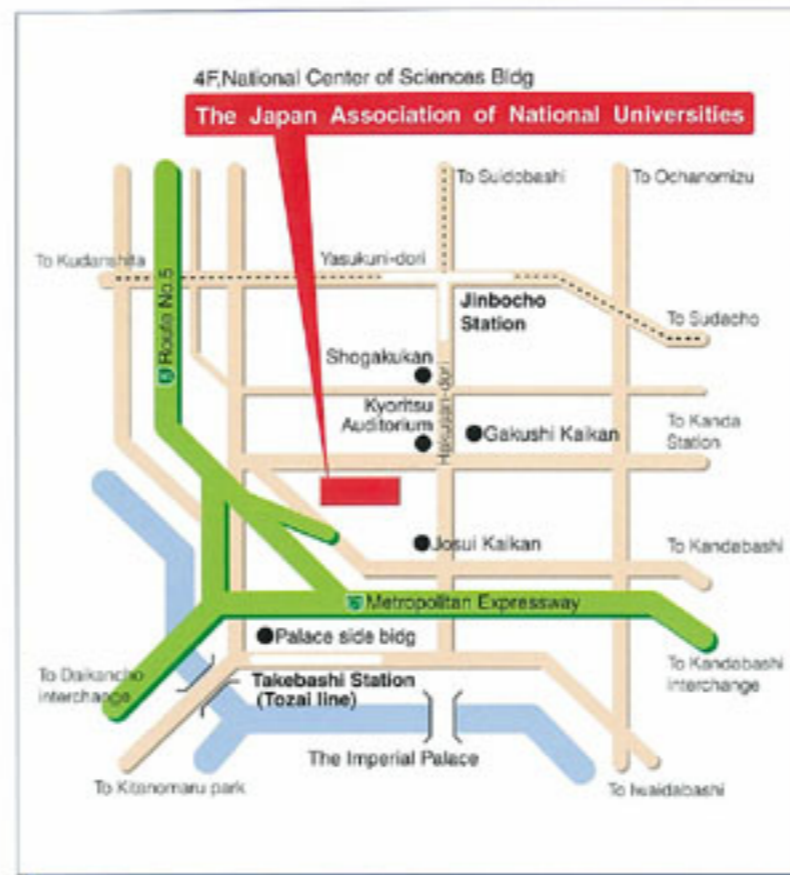 4F,National Center of Sciences Bldg
The Japan Association of National Universities
To Suidobashi
To Ochanomizu
To Kudanshita
Yasukuni-dori
Jinbocho
Station
To Sudacho
Route No.5
Shogakukan
Hakusan-dori
Kyoritsu
Auditorium
Gakushi Kaikan
To Kanda
Station
Josui Kaikan
To Kandabashi
Metropolitan Expressway
Palace side bldg
To Daikancho
interchange
Takebashi Station
(Tozai line)
To Kandabashi
interchange
The Imperial Palace
To Kitanomaru park